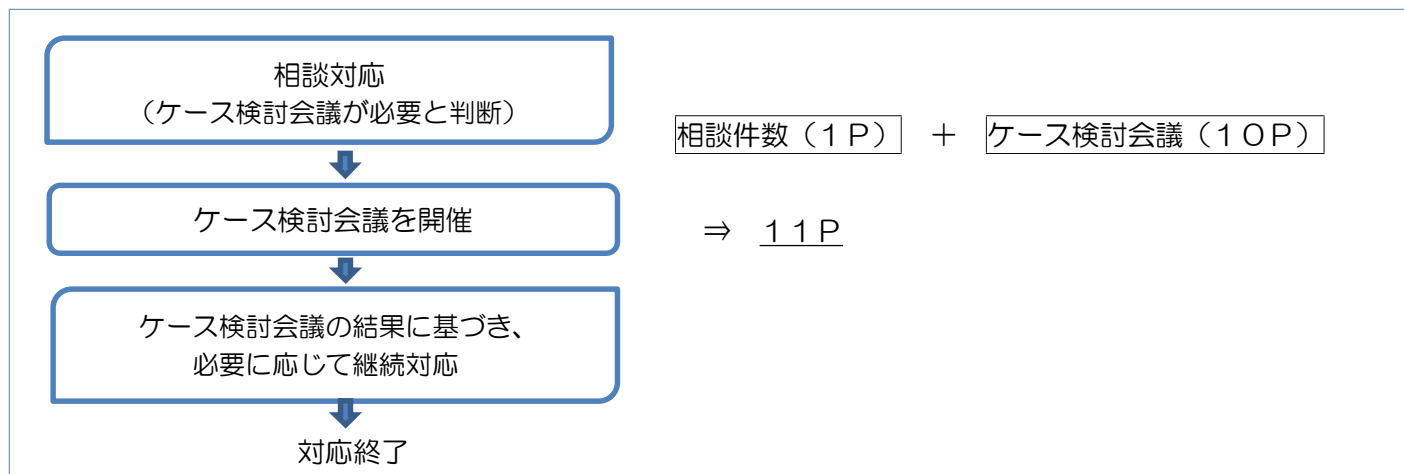 相談対応
（ケース検討会議が必要と判断）
ケース検討会議を開催
ケース検討会議の結果に基づき、
必要に応じて継続対応
対応終了
相談件数（１Ｐ） ＋ ケース検討会議（１０Ｐ）
⇒ １１Ｐ